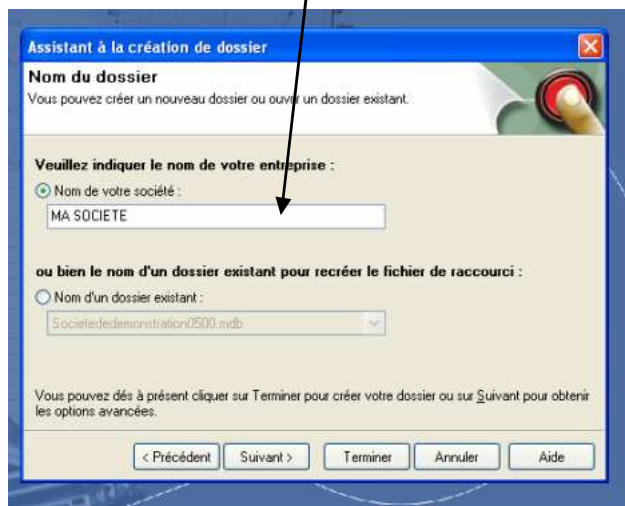 Assistant à la création de dossier
Nom du dossier
Vous pouvez créer un nouveau dossier ou ouvrir un dossier existant.
Veuillez indiquer le nom de votre entreprise :
Nom de votre société :
MA SOCIETE
ou bien le nom d'un dossier existant pour recréer le fichier de raccourci :
Nom d'un dossier existant :
Societededemonstration0500.mdb
Vous pouvez dés à présent cliquer sur Terminer pour créer votre dossier ou sur Suivant pour obtenir
les options avancées.
< Précédent Suivant > Terminer Annuler Aide